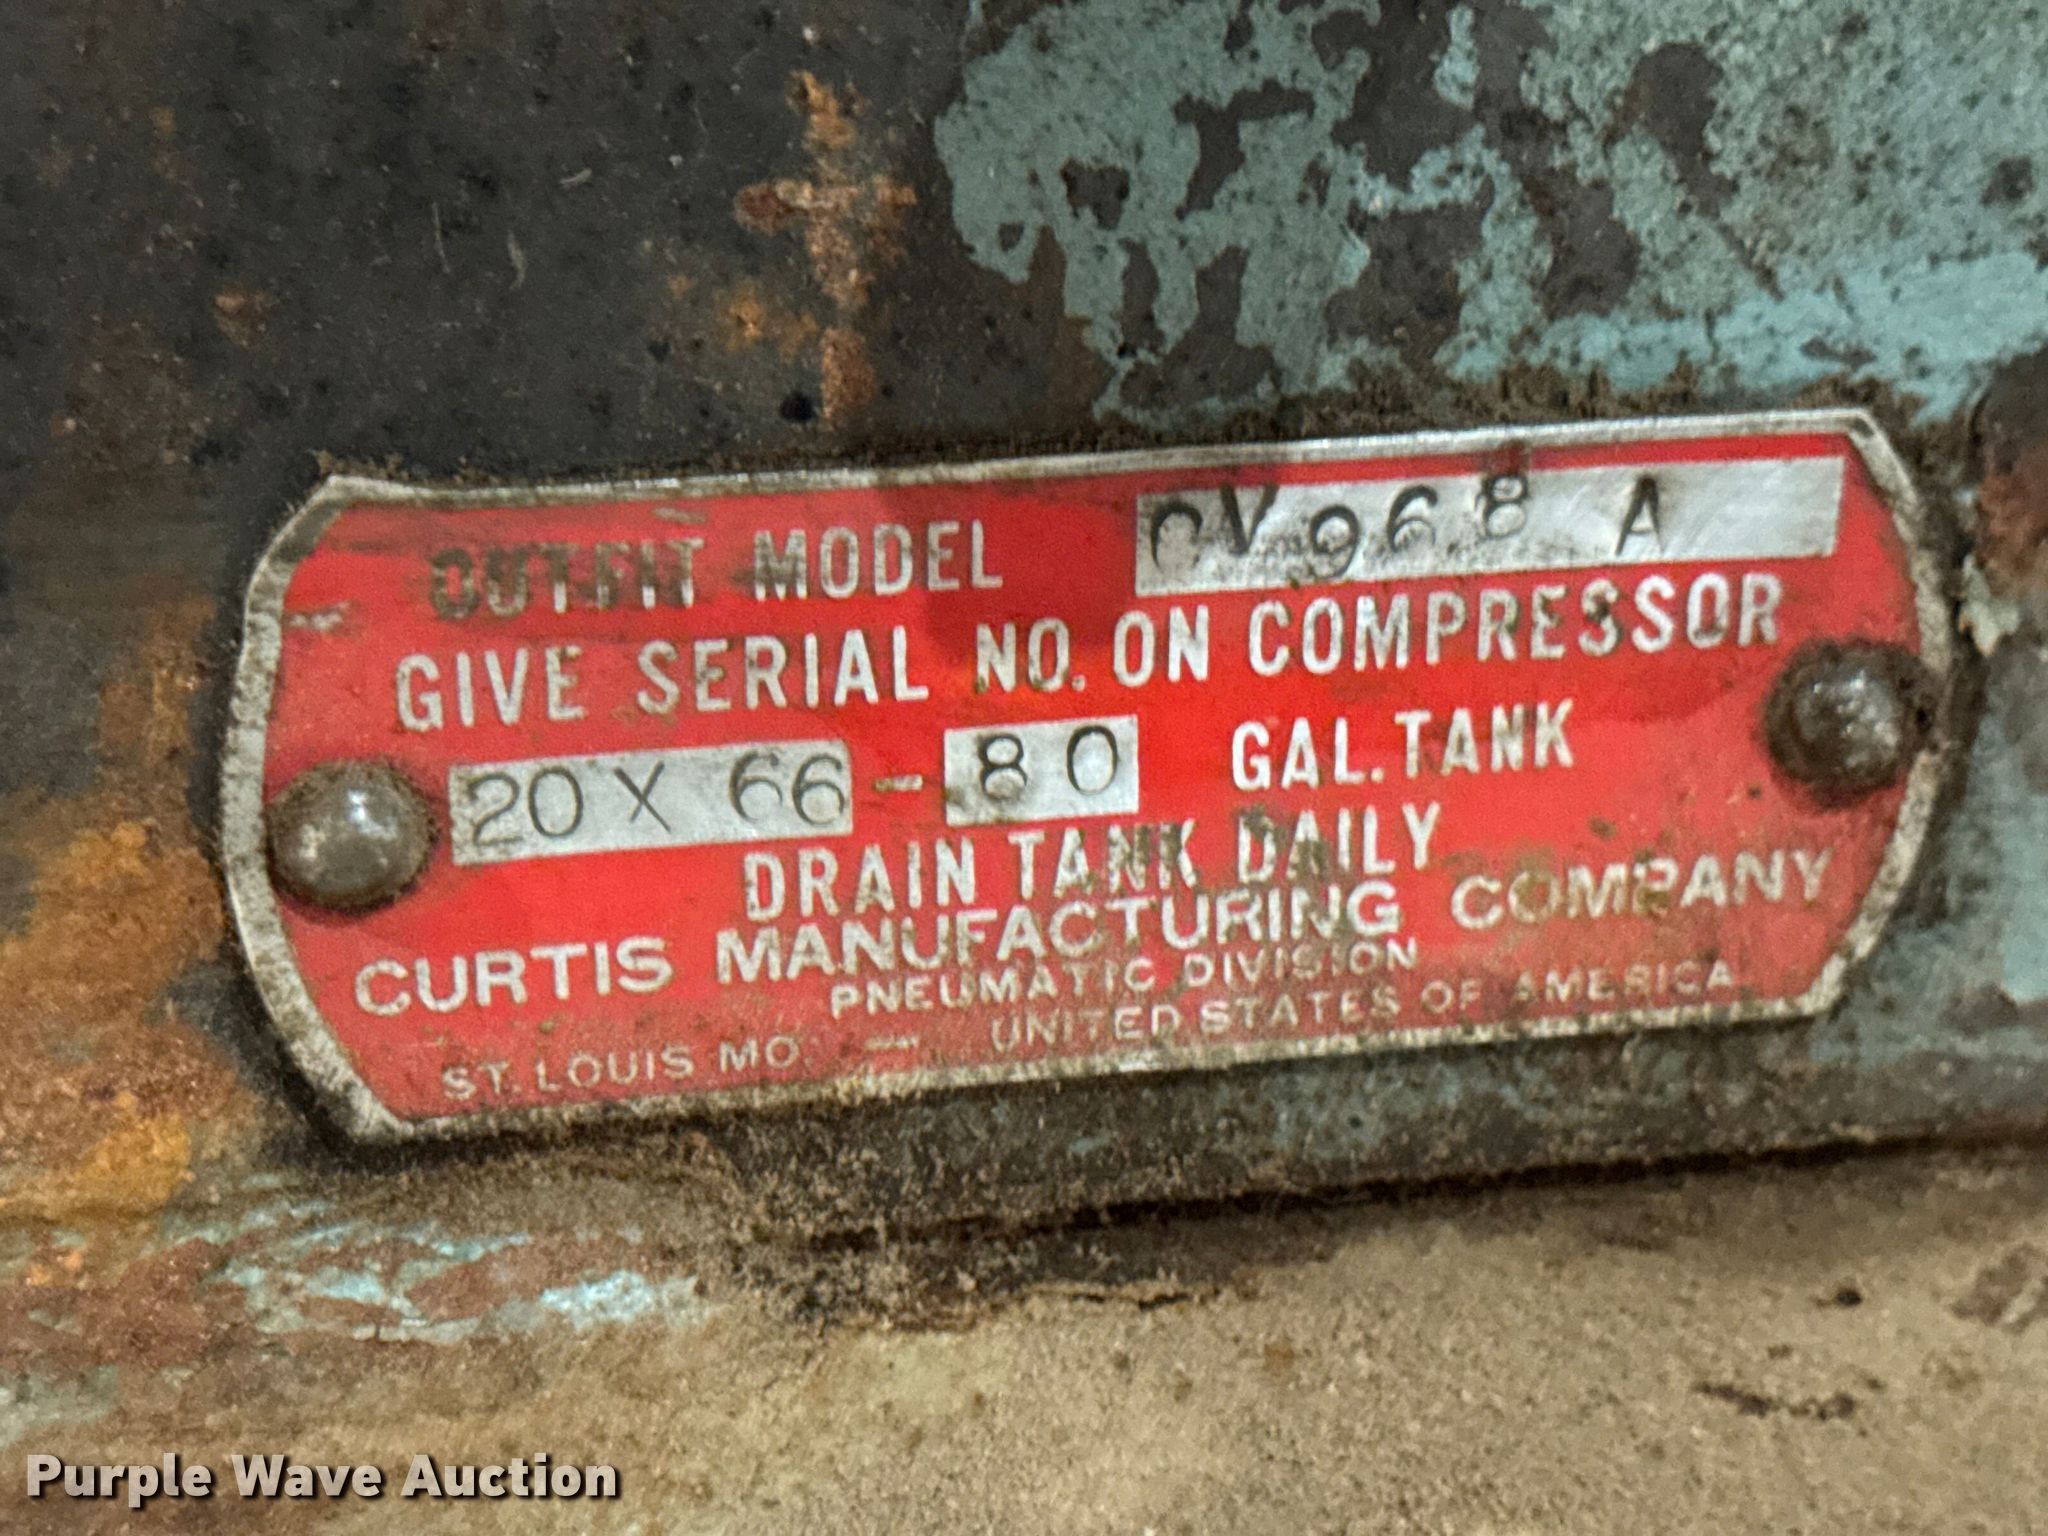 OUTFIT MODEL CV968 A
GIVE SERIAL NO. ON COMPRESSOR
20 X 66 - 80 GAL. TANK
DRAIN TANK DAILY
CURTIS MANUFACTURING COMPANY
PNEUMATIC DIVISION
ST. LOUIS MO. — UNITED STATES OF AMERICA
Purple Wave Auction